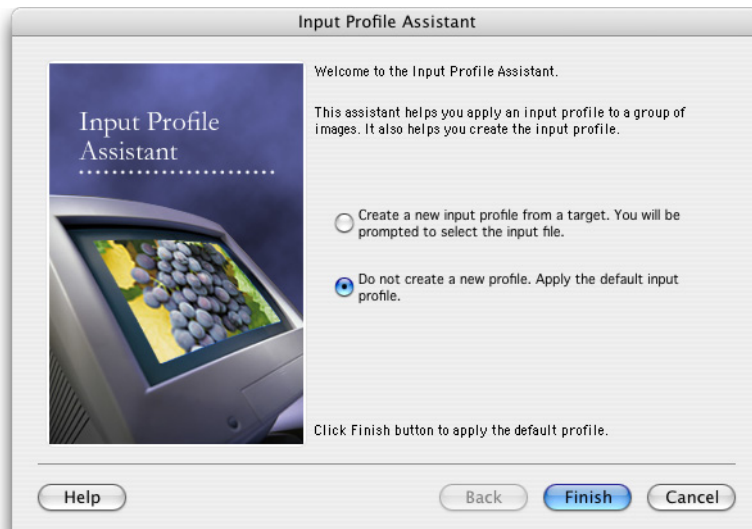 Input Profile Assistant
Input Profile
Assistant
Welcome to the Input Profile Assistant.
This assistant helps you apply an input profile to a group of
images. It also helps you create the input profile.
Create a new input profile from a target. You will be
prompted to select the input file.
Do not create a new profile. Apply the default input
profile.
Click Finish button to apply the default profile.
Help
Back
Finish
Cancel